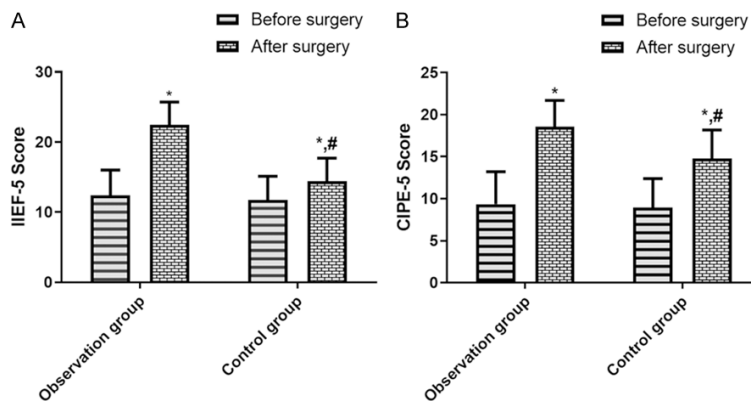 A
Before surgery
After surgery
IIEF-5 Score
30
20
10
0
*
*,#
Observation group
Control group
B
Before surgery
After surgery
CIPE-5 Score
25
20
15
10
5
0
*
*,#
Observation group
Control group